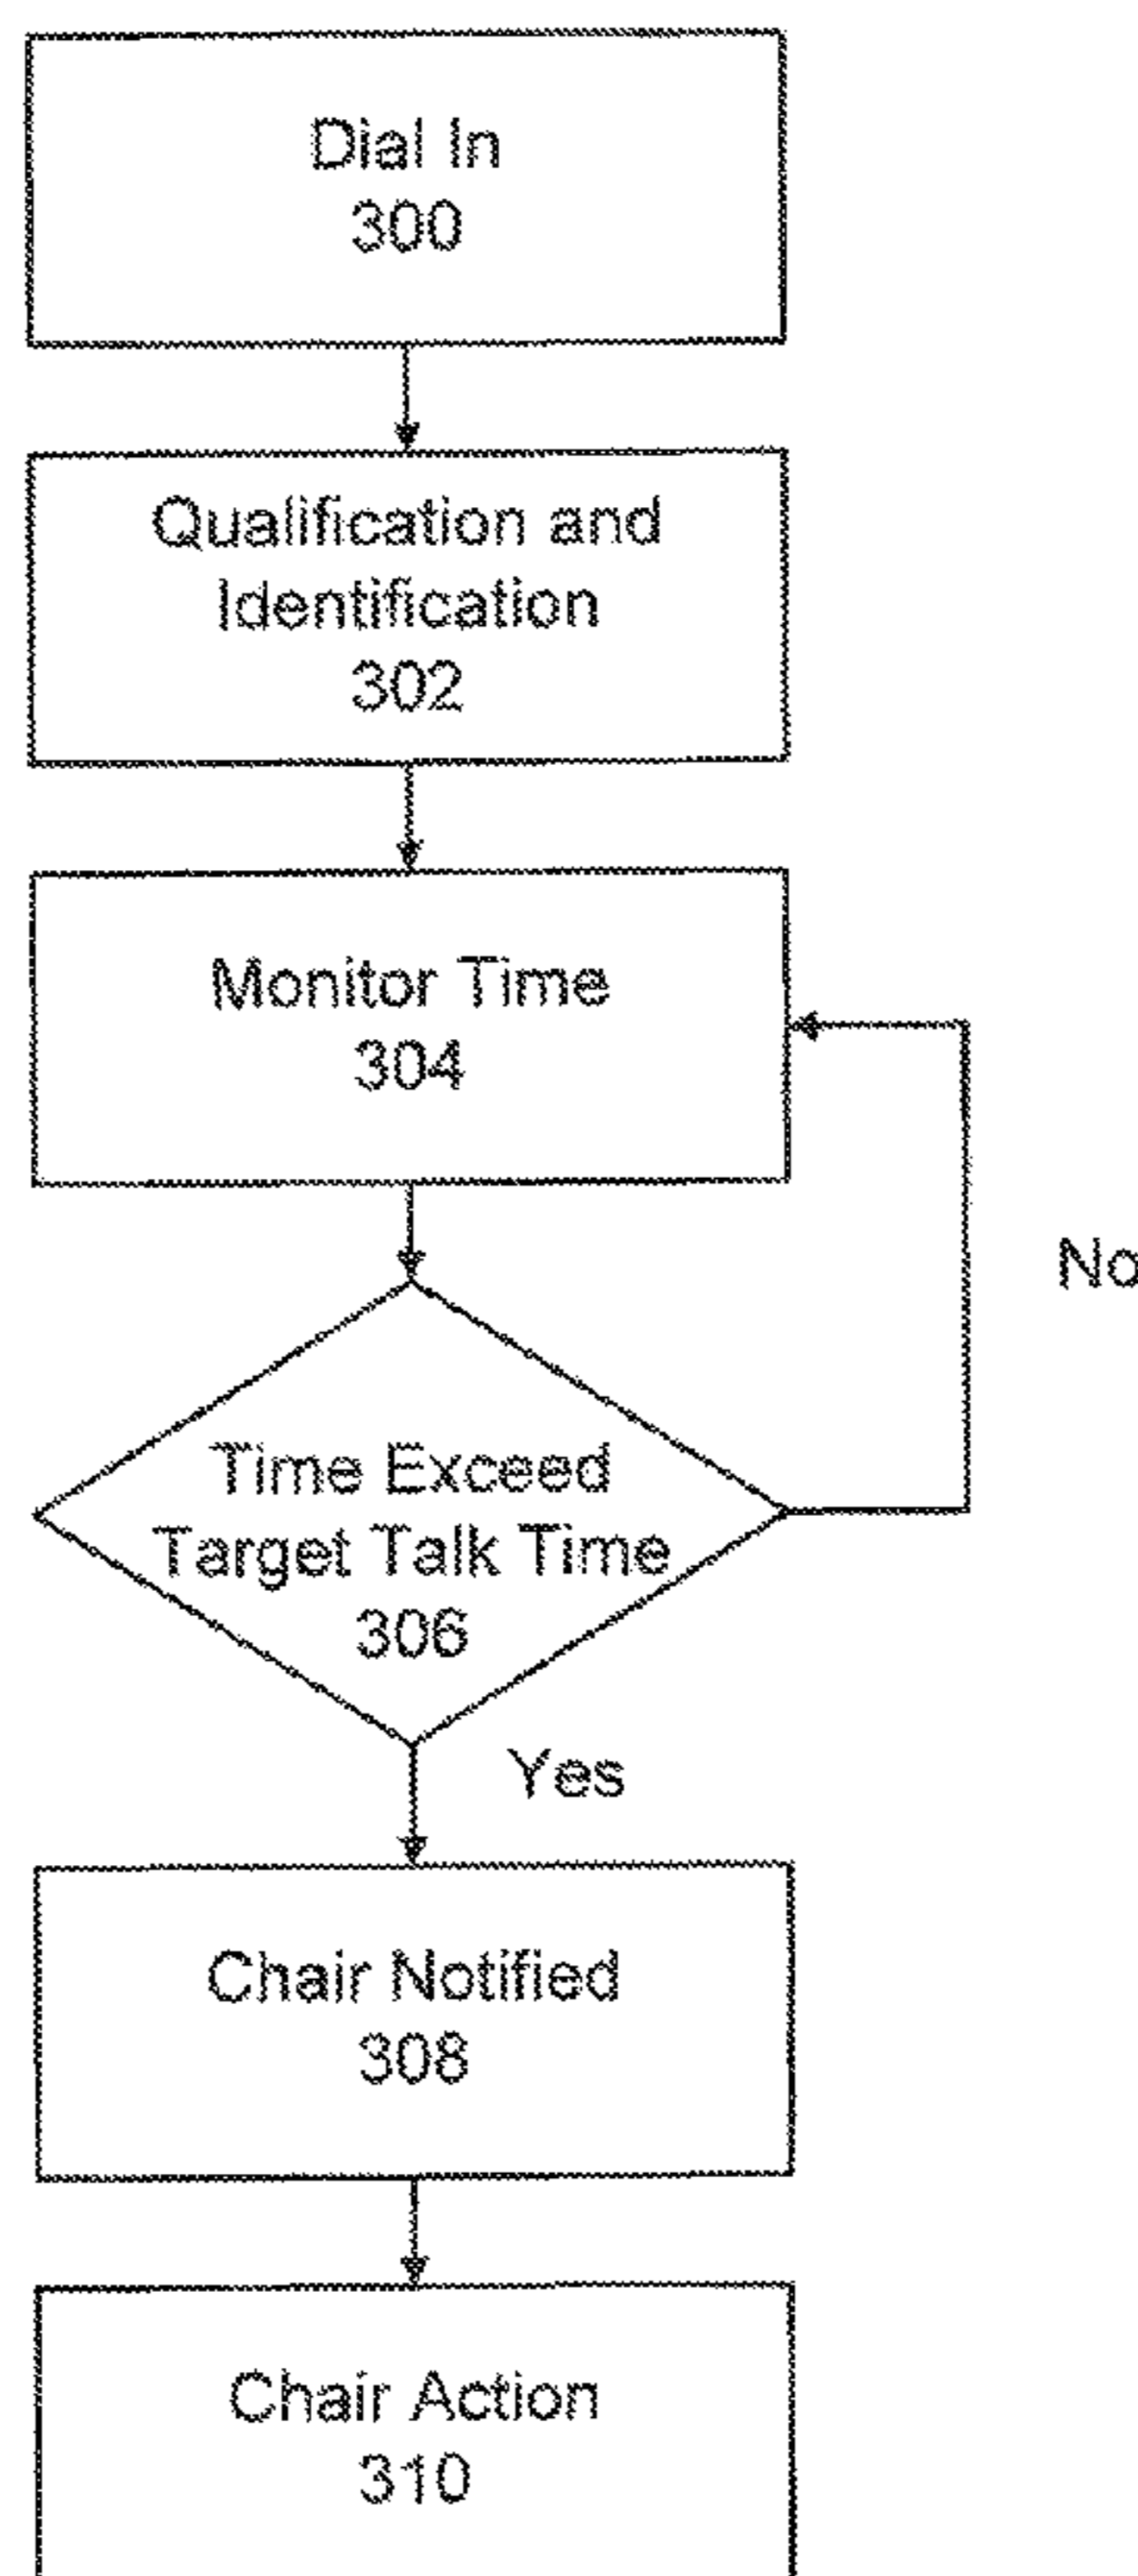 Dial In
300
Qualification and
Identification
302
Monitor Time
304
No
Time Exceed
Target Talk Time
306
Yes
Chair Notified
308
Chair Action
310